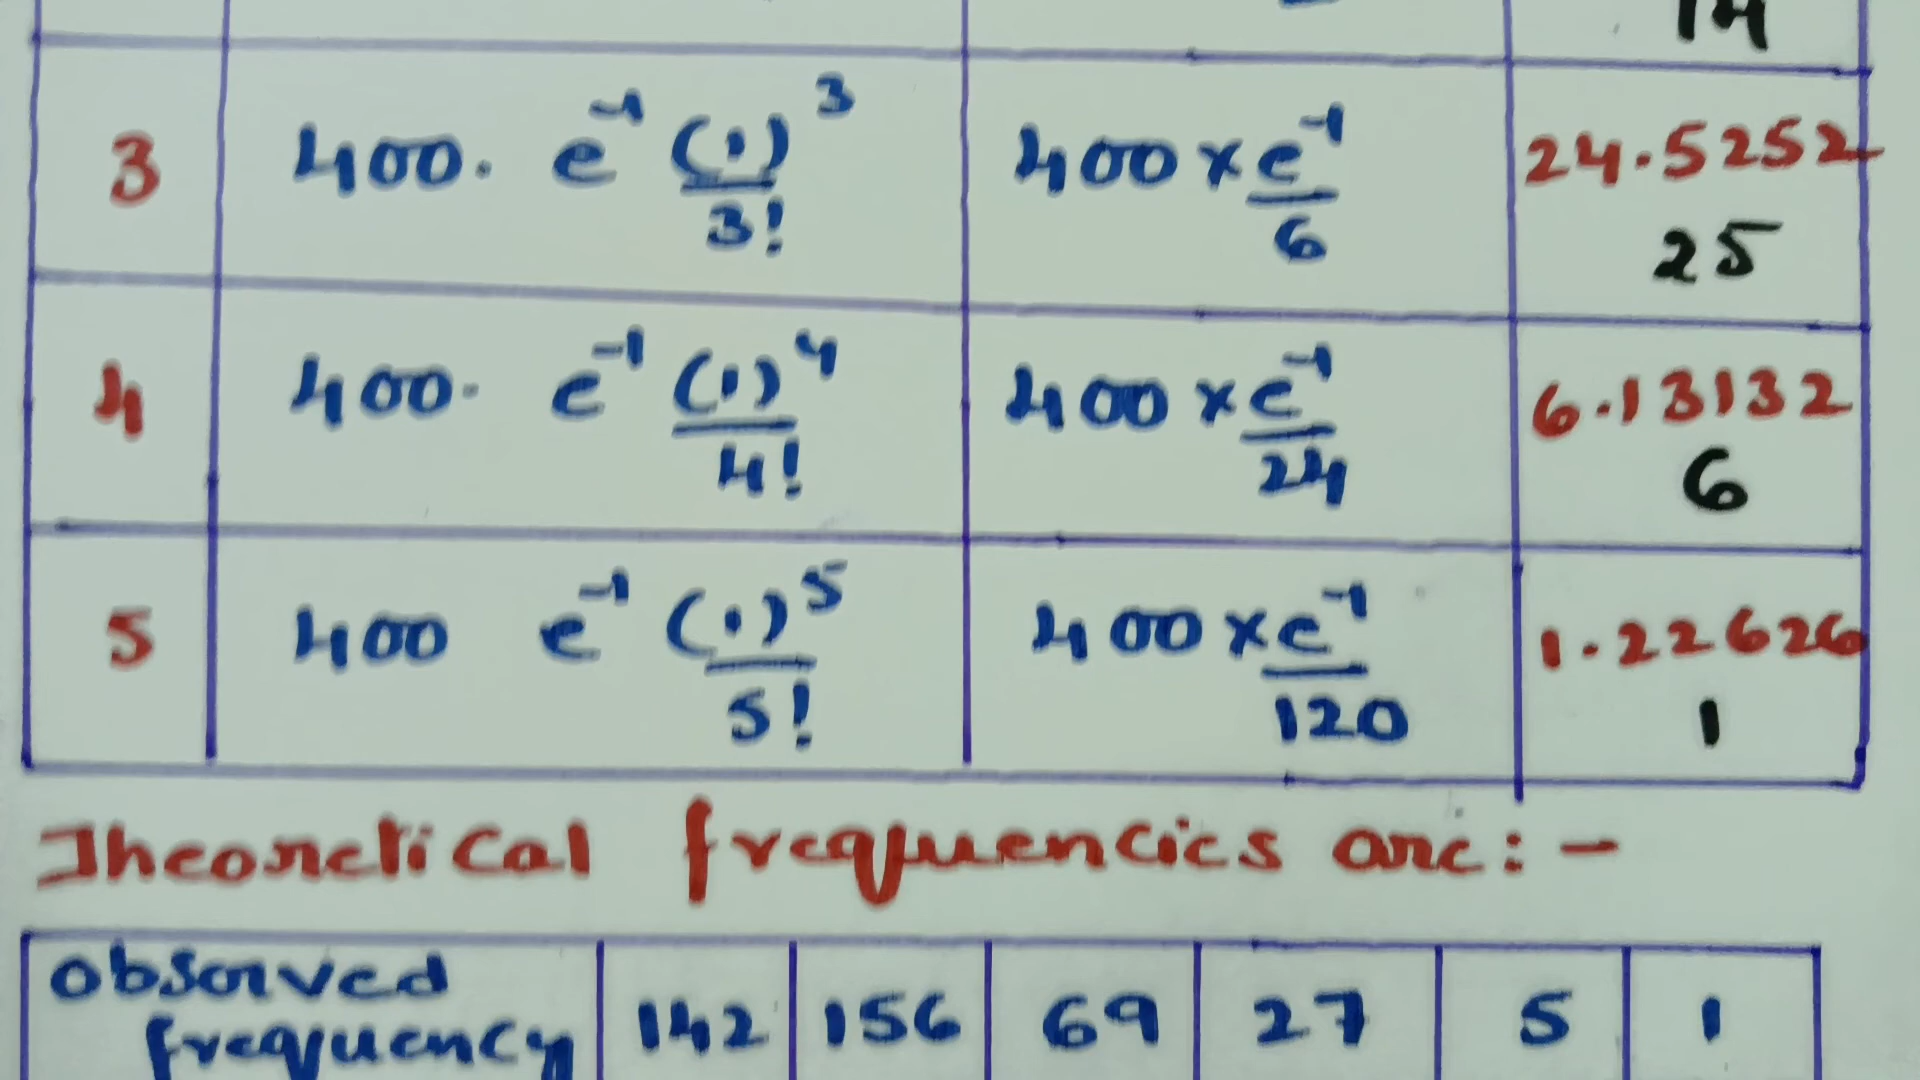 14
3 400. e⁻¹ (1)³/3! 400 × e⁻¹/6 24.5252
25
4 400. e⁻¹ (1)⁴/4! 400 × e⁻¹/24 6.13132
6
5 400 e⁻¹ (1)⁵/5! 400 × e⁻¹/120 1.22626
1
Theoretical frequencies are:-
Observed frequency 142 156 69 27 5 1